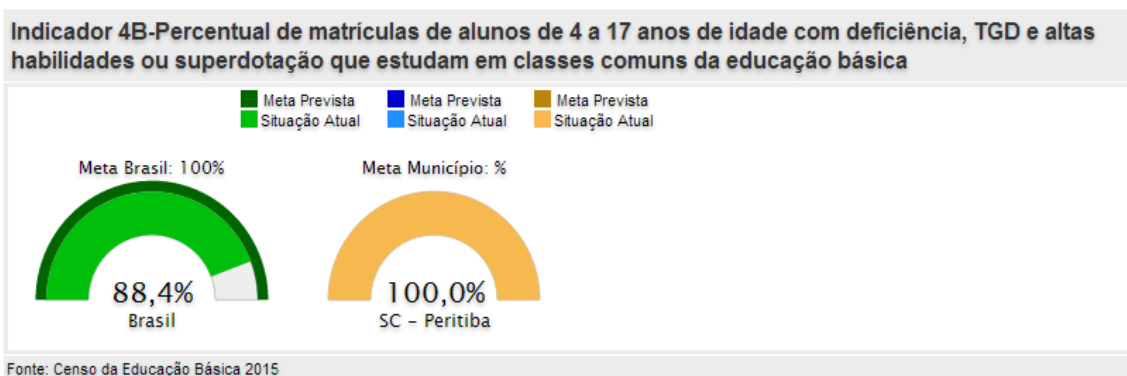 Indicador 4B-Percentual de matrículas de alunos de 4 a 17 anos de idade com deficiência, TGD e altas
habilidades ou superdotação que estudam em classes comuns da educação básica
Meta Prevista Meta Prevista Meta Prevista
Situação Atual Situação Atual Situação Atual
Meta Brasil: 100% Meta Município: %
88,4% 100,0%
Brasil SC - Peritiba
Fonte: Censo da Educação Básica 2015